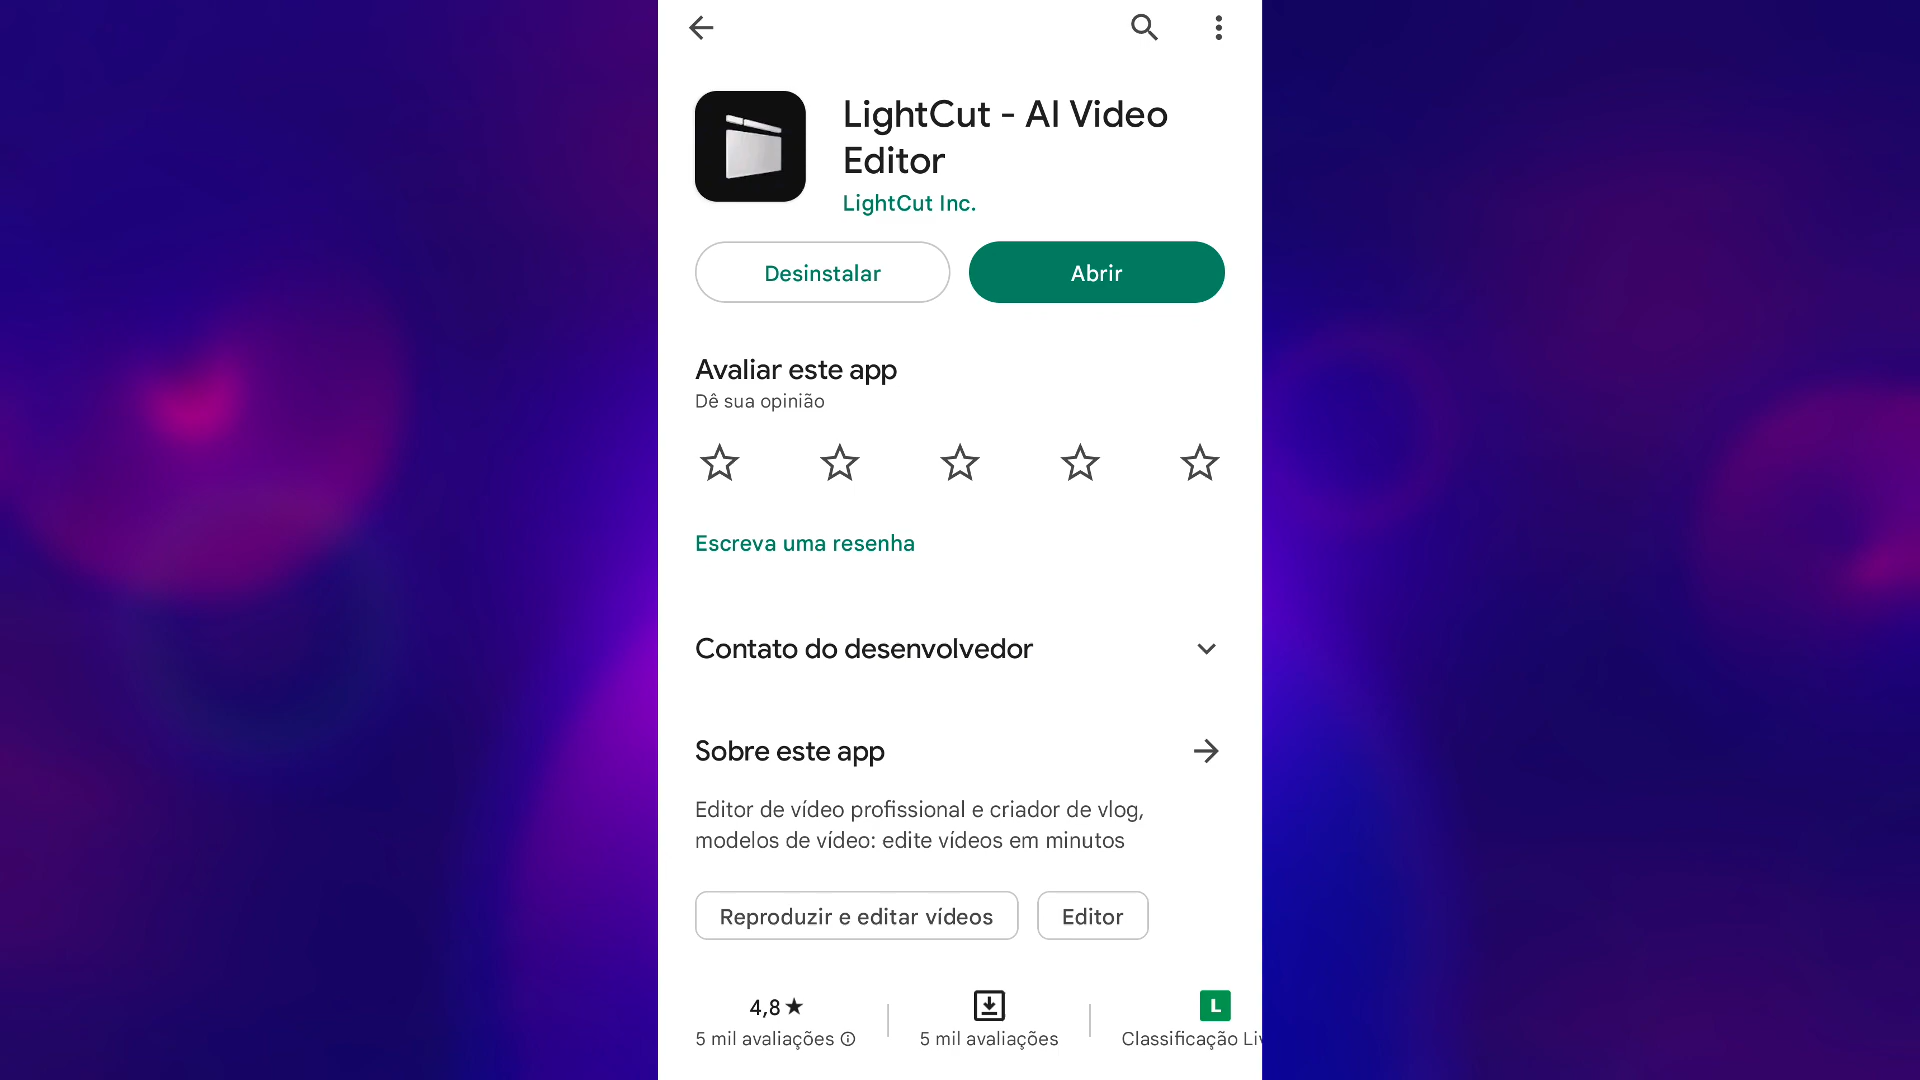 LightCut - AI Video
Editor
LightCut Inc.
Desinstalar
Abrir
Avaliar este app
Dê sua opinião
Escreva uma resenha
Contato do desenvolvedor
Sobre este app
Editor de vídeo profissional e criador de vlog,
modelos de vídeo: edite vídeos em minutos
Reproduzir e editar vídeos
Editor
4,8★
5 mil avaliações
5 mil avaliações
L
Classificação Liv